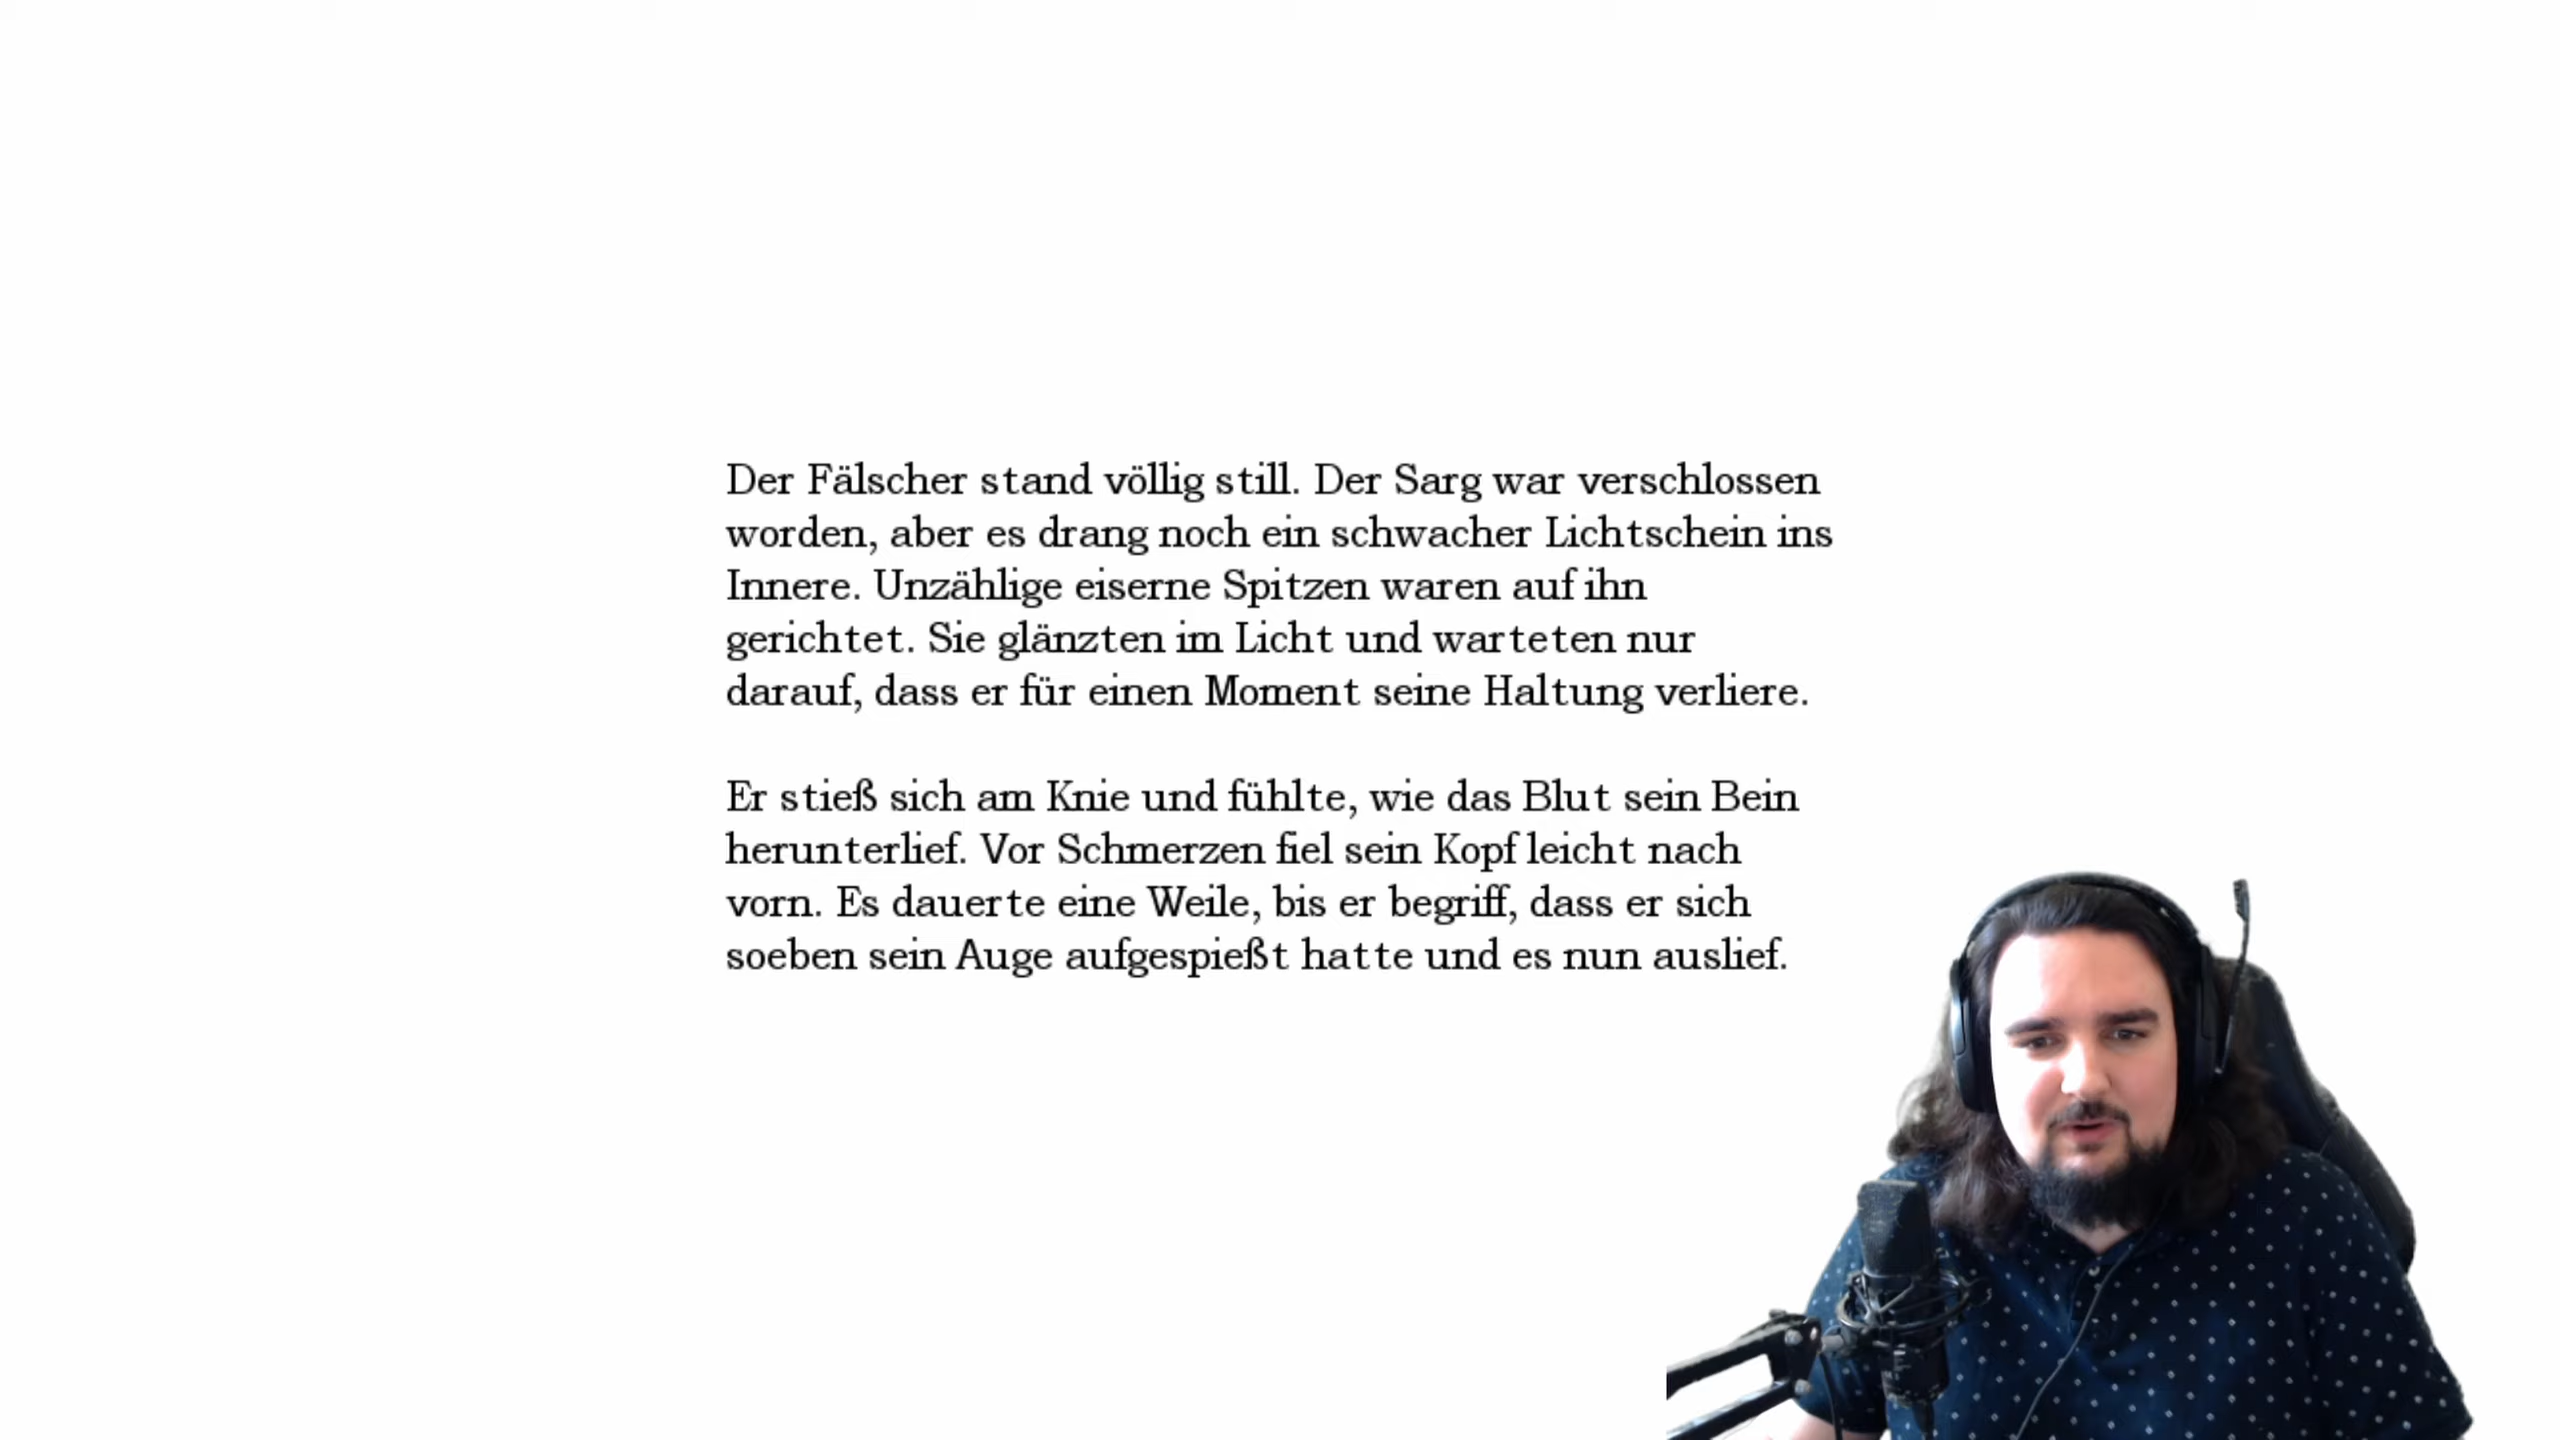 Der Fälscher stand völlig still. Der Sarg war verschlossen
worden, aber es drang noch ein schwacher Lichtschein ins
Innere. Unzählige eiserne Spitzen waren auf ihn
gerichtet. Sie glänzten im Licht und warteten nur
darauf, dass er für einen Moment seine Haltung verliere.
Er stieß sich am Knie und fühlte, wie das Blut sein Bein
herunterlief. Vor Schmerzen fiel sein Kopf leicht nach
vorn. Es dauerte eine Weile, bis er begriff, dass er sich
soeben sein Auge aufgespießt hatte und es nun auslief.